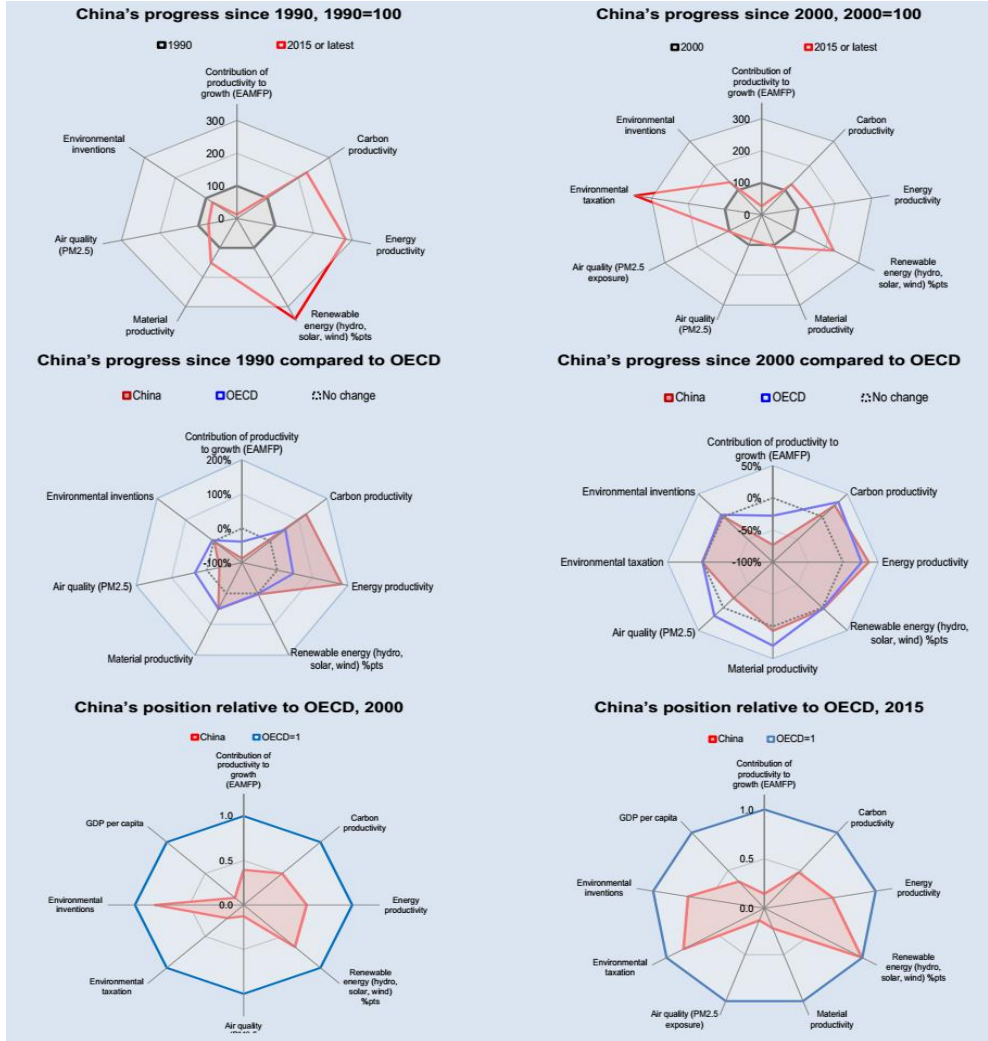 China's progress since 1990, 1990=100
1990
2015 or latest
Contribution of
productivity to
growth (EAMFP)
300
200
100
0
Environmental
inventions
Carbon
productivity
Air quality
(PM2.5)
Energy
productivity
Material
productivity
Renewable
energy (hydro,
solar, wind) %pts
China's progress since 2000, 2000=100
2000
2015 or latest
Contribution of
productivity to
growth (EAMFP)
300
200
100
0
Environmental
inventions
Carbon
productivity
Environmental
taxation
Energy
productivity
Air quality (PM2.5
exposure)
Renewable
energy (hydro,
solar, wind) %pts
Air quality
(PM2.5)
Material
productivity
China's progress since 1990 compared to OECD
China
OECD
No change
Contribution of productivity
to growth (EAMFP)
200%
100%
0%
-100%
Environmental inventions
Carbon productivity
Air quality (PM2.5)
Energy productivity
Material productivity
Renewable energy (hydro,
solar, wind) %pts
China's progress since 2000 compared to OECD
China
OECD
No change
Contribution of productivity to
growth (EAMFP)
50%
0%
-50%
-100%
Environmental inventions
Carbon productivity
Environmental taxation
Energy productivity
Air quality (PM2.5)
Renewable energy (hydro,
solar, wind) %pts
Material productivity
China's position relative to OECD, 2000
China
OECD=1
Contribution of
productivity to
growth
(EAMFP)
1.0
0.5
0.0
GDP per capita
Carbon
productivity
Environmental
inventions
Energy
productivity
Environmental
taxation
Renewable
energy (hydro,
solar, wind)
%pts
Air quality
China's position relative to OECD, 2015
China
OECD=1
Contribution of
productivity to
growth (EAMFP)
1.0
0.5
0.0
GDP per capita
Carbon
productivity
Environmental
inventions
Energy
productivity
Environmental
taxation
Renewable
energy (hydro,
solar, wind)
%pts
Air quality (PM2.5
exposure)
Material
productivity